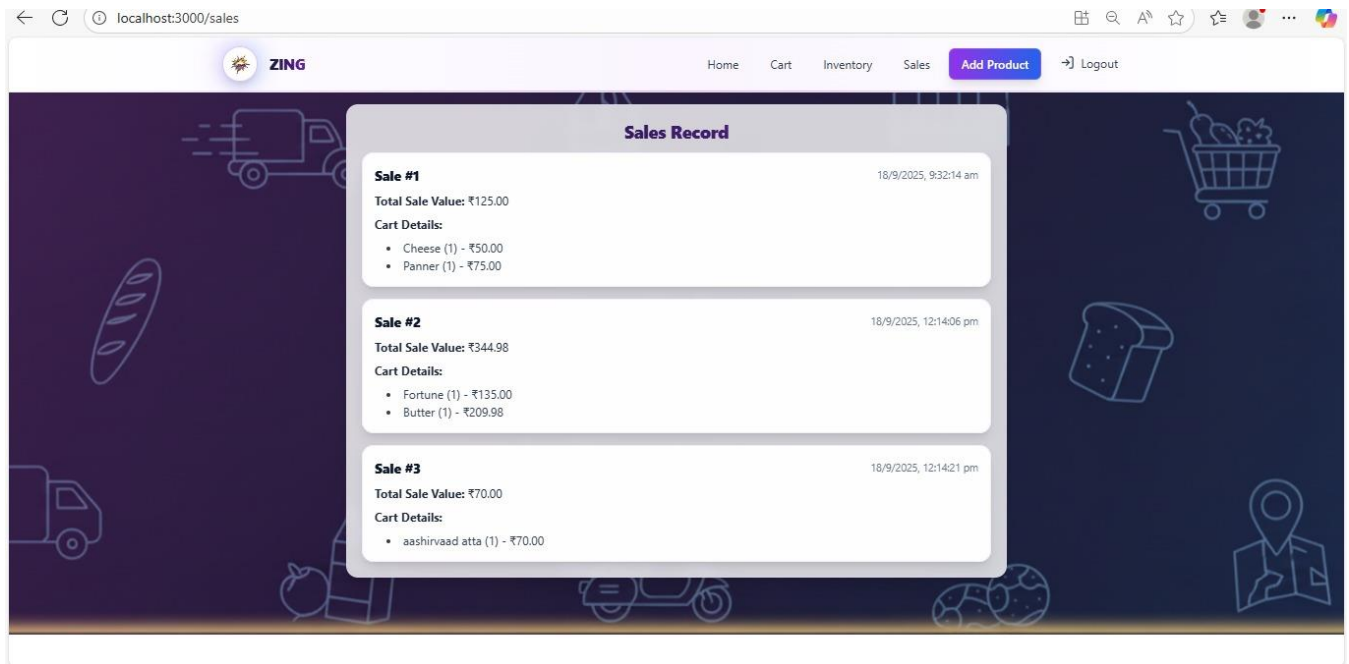 localhost:3000/sales
ZING
Home Cart Inventory Sales Add Product Logout
Sales Record
Sale #1 18/9/2025, 9:32:14 am
Total Sale Value: ₹125.00
Cart Details:
• Cheese (1) - ₹50.00
• Panner (1) - ₹75.00
Sale #2 18/9/2025, 12:14:06 pm
Total Sale Value: ₹344.98
Cart Details:
• Fortune (1) - ₹135.00
• Butter (1) - ₹209.98
Sale #3 18/9/2025, 12:14:21 pm
Total Sale Value: ₹70.00
Cart Details:
• aashirvaad atta (1) - ₹70.00